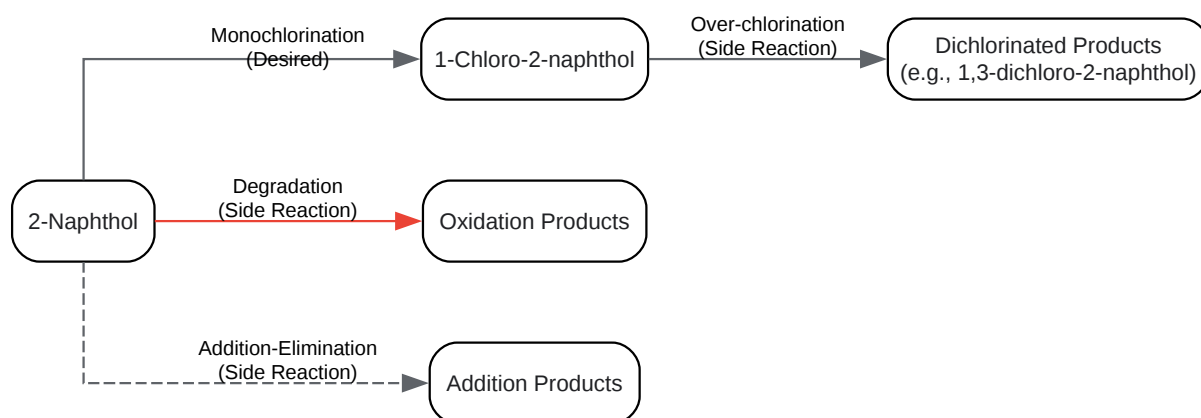 Monochlorination
(Desired)
1-Chloro-2-naphthol
Over-chlorination
(Side Reaction)
Dichlorinated Products
(e.g., 1,3-dichloro-2-naphthol)
2-Naphthol
Degradation
(Side Reaction)
Oxidation Products
Addition-Elimination
(Side Reaction)
Addition Products